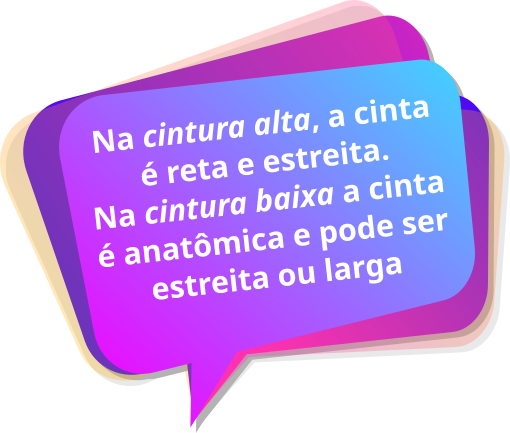 Na cintura alta, a cinta
é reta e estreita.
Na cintura baixa a cinta
é anatômica e pode ser
estreita ou larga